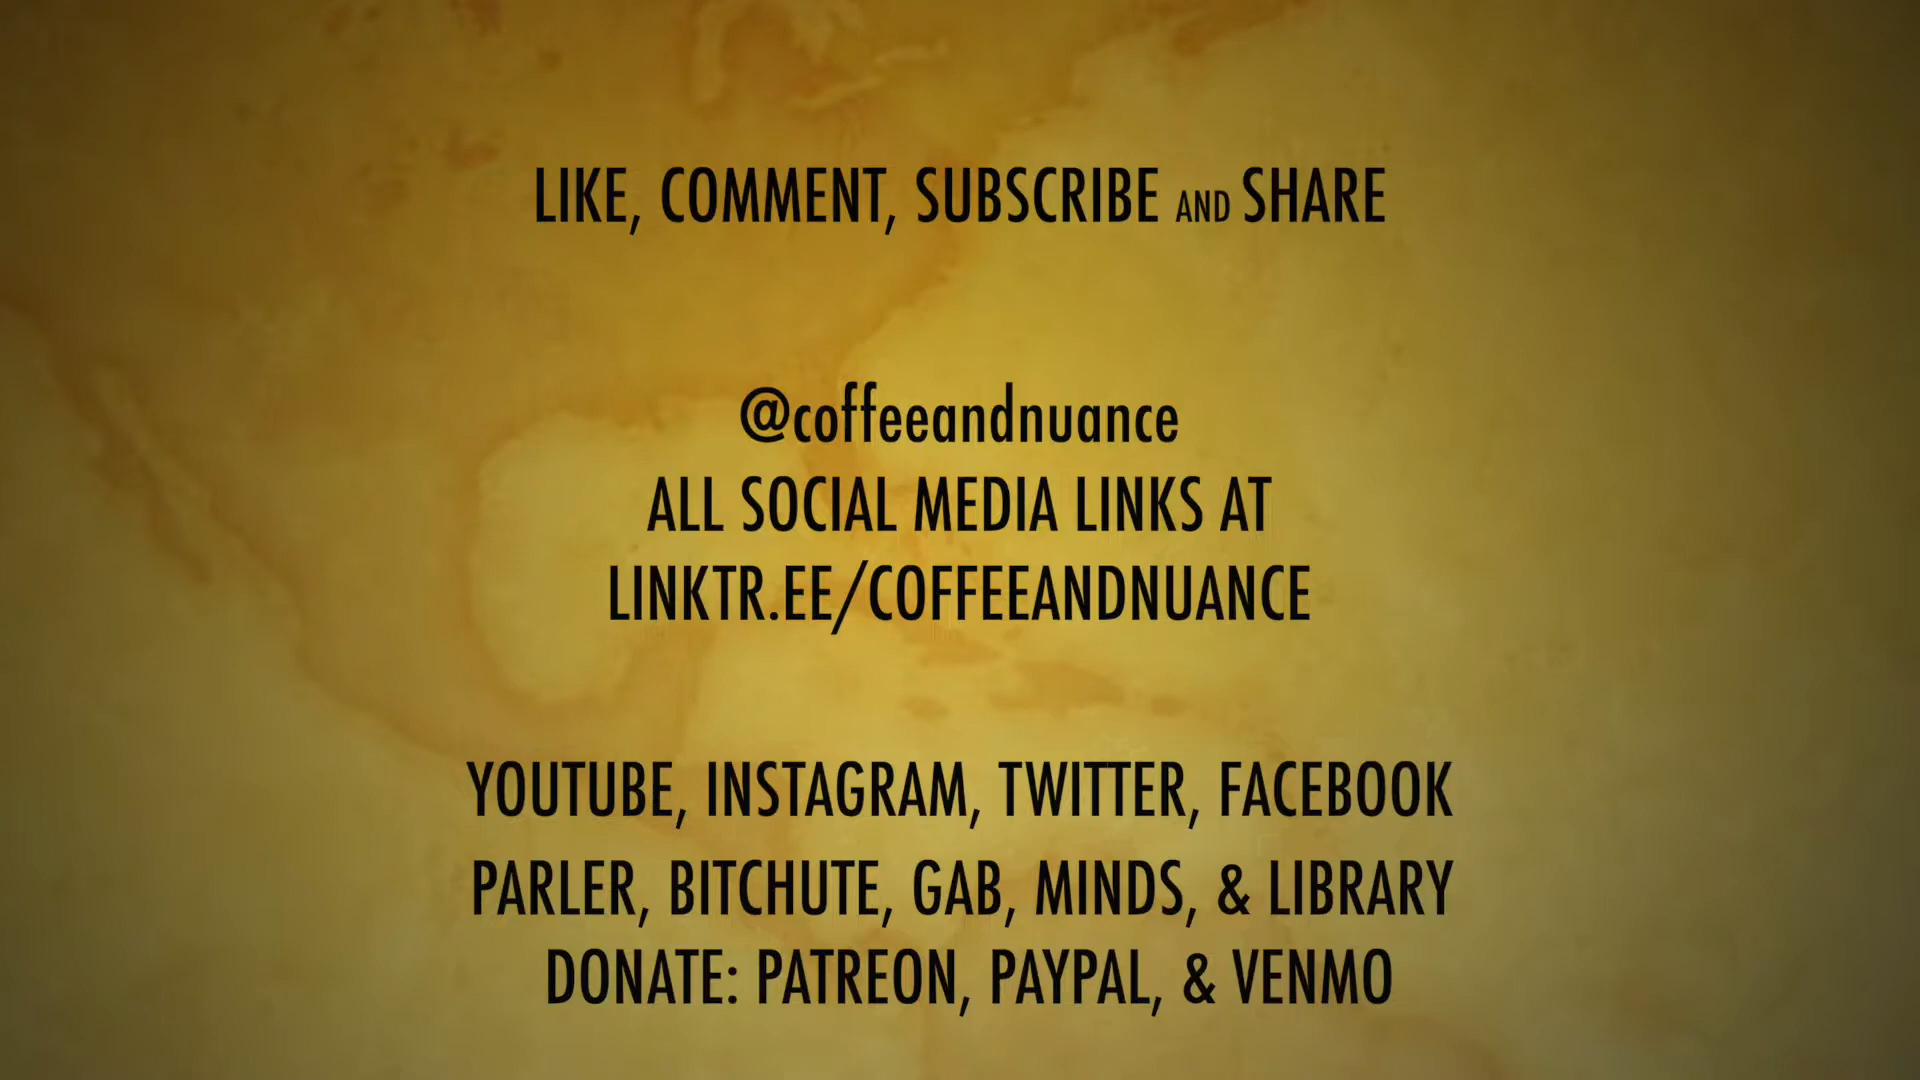 LIKE, COMMENT, SUBSCRIBE AND SHARE
@coffeeandnuance
ALL SOCIAL MEDIA LINKS AT
LINKTR.EE/COFFEEANDNUANCE
YOUTUBE, INSTAGRAM, TWITTER, FACEBOOK
PARLER, BITCHUTE, GAB, MINDS, & LIBRARY
DONATE: PATREON, PAYPAL, & VENMO